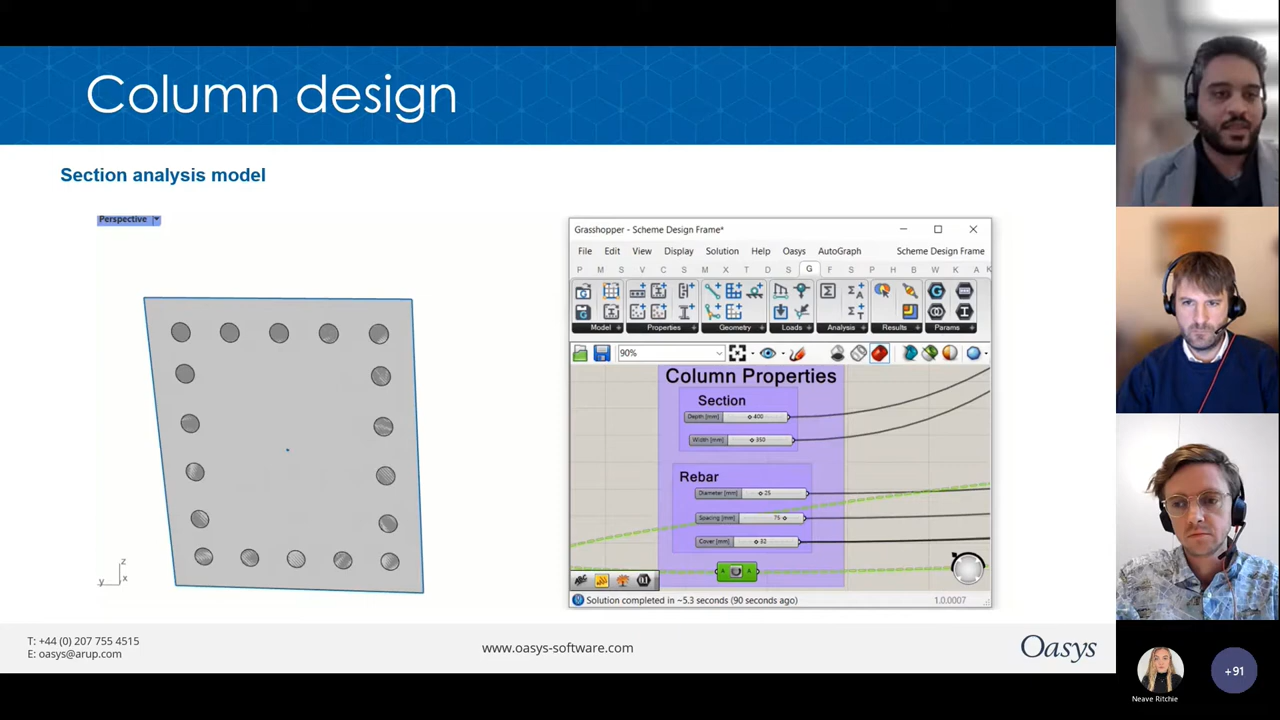 Column design
Section analysis model
Perspective
Grasshopper - Scheme Design Frame*
File Edit View Display Solution Help Oasys AutoGraph Scheme Design Frame
P M S V C S M X T D S G F S P H B W K A K
Model Properties Geometry Loads Analysis Results Params
90%
Column Properties
Section
Depth [mm] 400
Width [mm] 350
Rebar
Diameter [mm] 25
Spacing [mm] 75
Cover [mm] 32
A A
z
y x
Solution completed in ~5.3 seconds (90 seconds ago) 1.0.0007
T: +44 (0) 207 755 4515
E: oasys@arup.com
www.oasys-software.com
Oasys
Neave Ritchie
+91